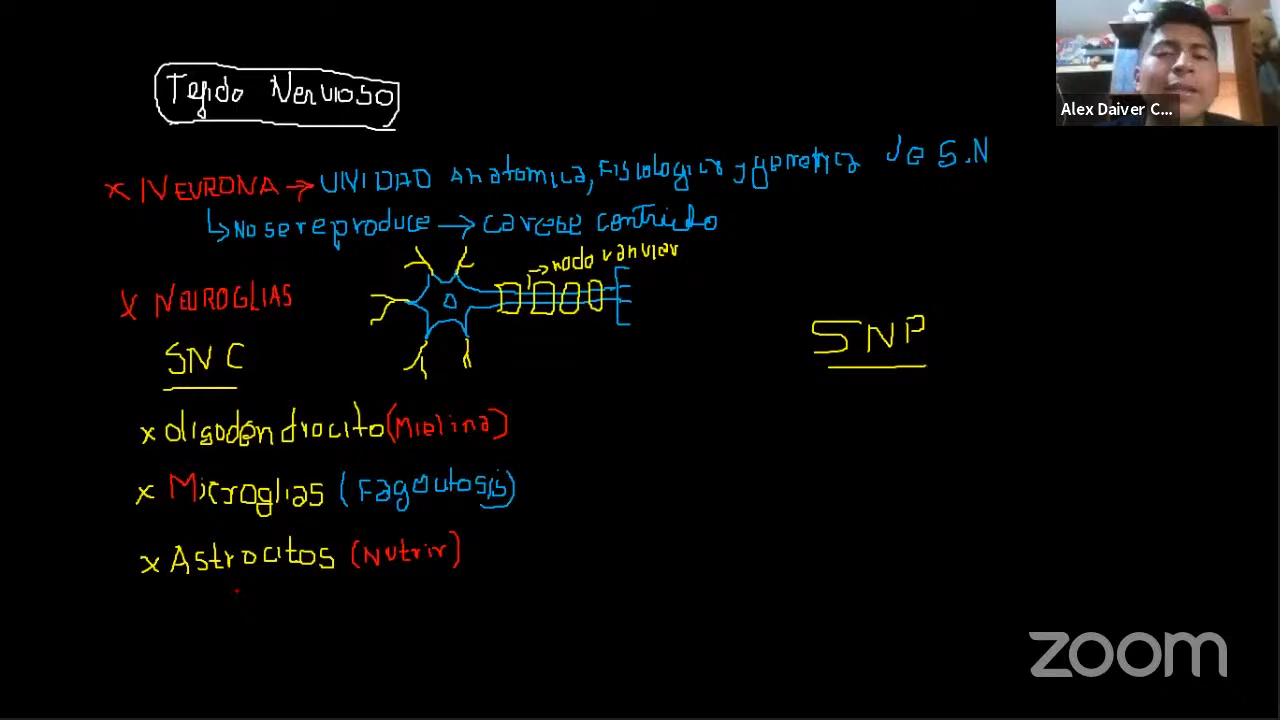 Tejido Nervioso
Alex Daiver C...
x NEURONA → UNIDAD Anatomica, Fisiologica y genetica de S.N
↳ No se reproduce → carece centriolo
→ nodo ranvier
x NEUROGLIAS
SNC
SNP
x oligodendrocito (Mielina)
x Microglias (Fagocitosis)
x Astrocitos (Nutrir)
zoom